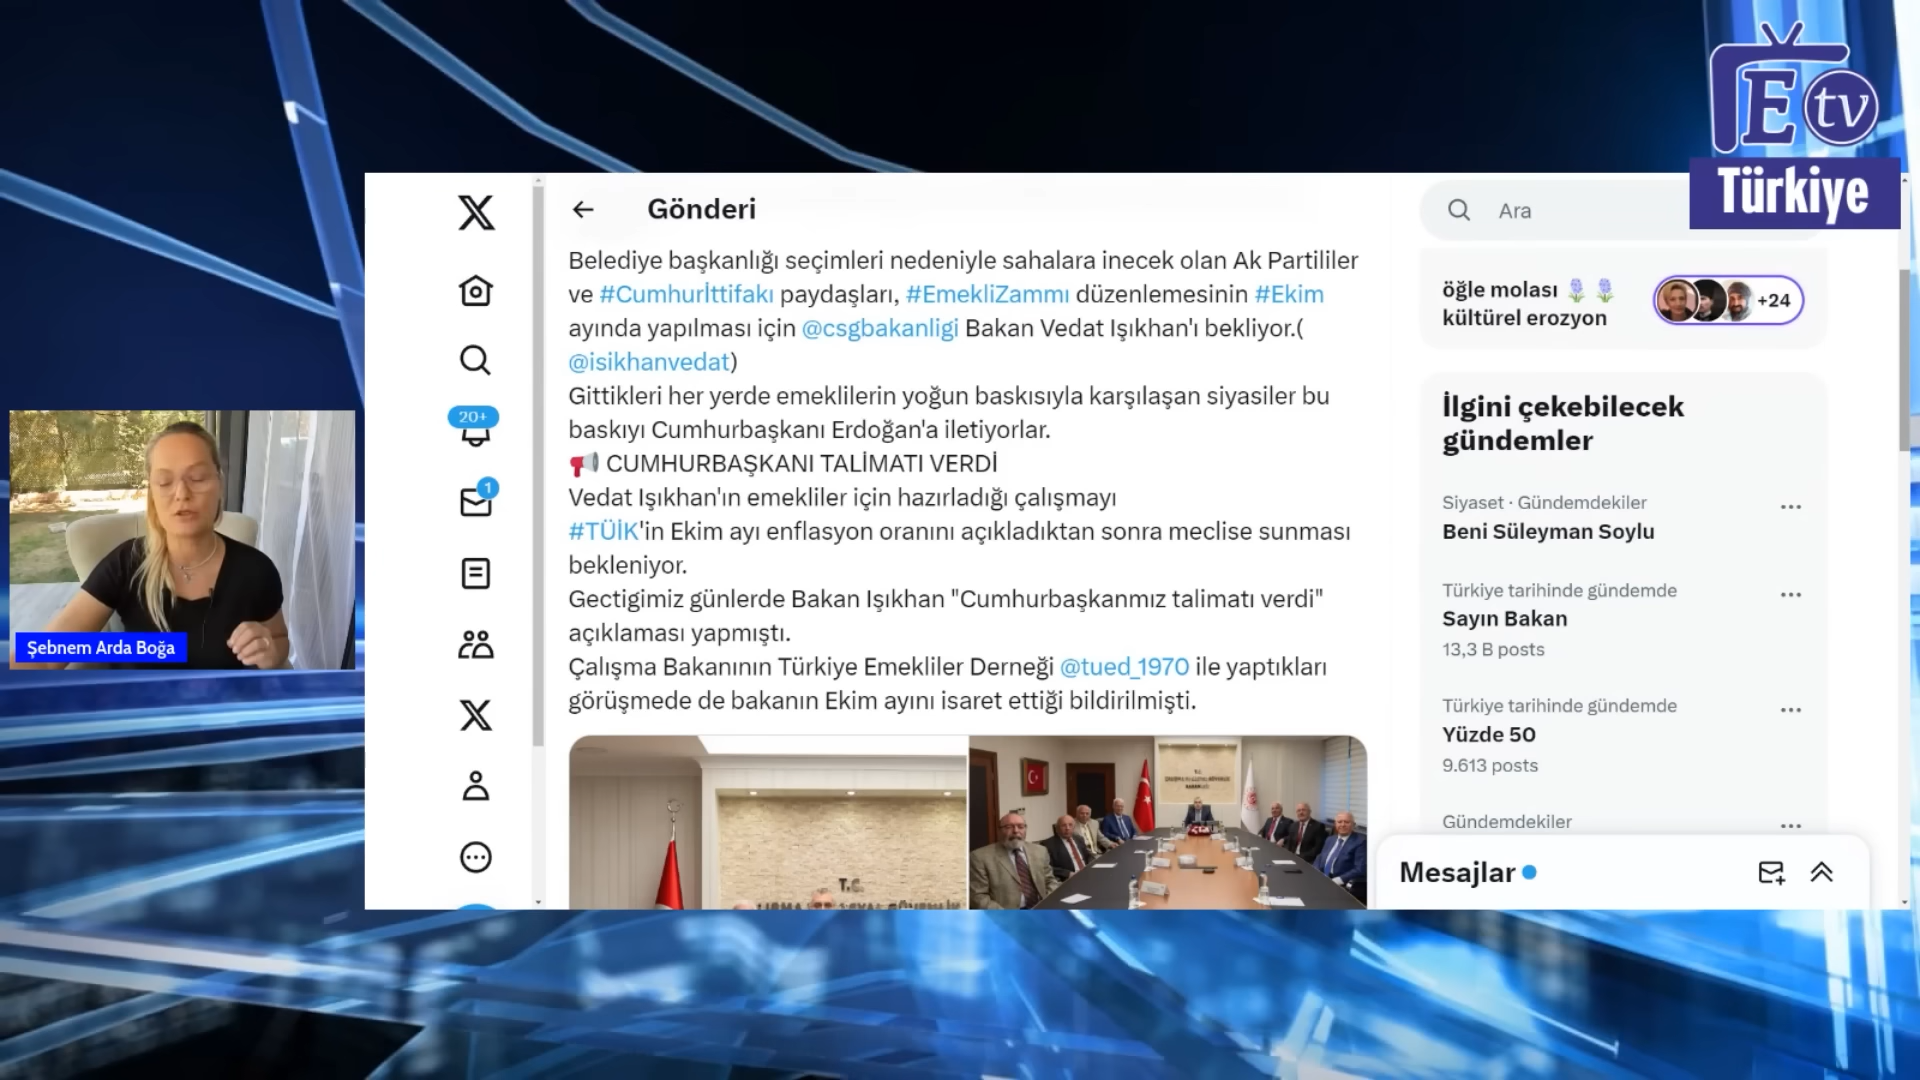 E tv
Türkiye
Gönderi
Ara
Belediye başkanlığı seçimleri nedeniyle sahalara inecek olan Ak Partililer
ve #Cumhurİttifakı paydaşları, #EmekliZammı düzenlemesinin #Ekim
ayında yapılması için @csgbakanligi Bakan Vedat Işıkhan'ı bekliyor.(
@isikhanvedat)
Gittikleri her yerde emeklilerin yoğun baskısıyla karşılaşan siyasiler bu
baskıyı Cumhurbaşkanı Erdoğan'a iletiyorlar.
CUMHURBAŞKANI TALİMATI VERDİ
Vedat Işıkhan'ın emekliler için hazırladığı çalışmayı
#TÜİK'in Ekim ayı enflasyon oranını açıkladıktan sonra meclise sunması
bekleniyor.
Gectigimiz günlerde Bakan Işıkhan "Cumhurbaşkanmız talimatı verdi"
açıklaması yapmıştı.
Çalışma Bakanının Türkiye Emekliler Derneği @tued_1970 ile yaptıkları
görüşmede de bakanın Ekim ayını isaret ettiği bildirilmişti.
T.C.
20+
1
Şebnem Arda Boğa
öğle molası
kültürel erozyon
+24
İlgini çekebilecek
gündemler
Siyaset · Gündemdekiler
Beni Süleyman Soylu
Türkiye tarihinde gündemde
Sayın Bakan
13,3 B posts
Türkiye tarihinde gündemde
Yüzde 50
9.613 posts
Gündemdekiler
Mesajlar